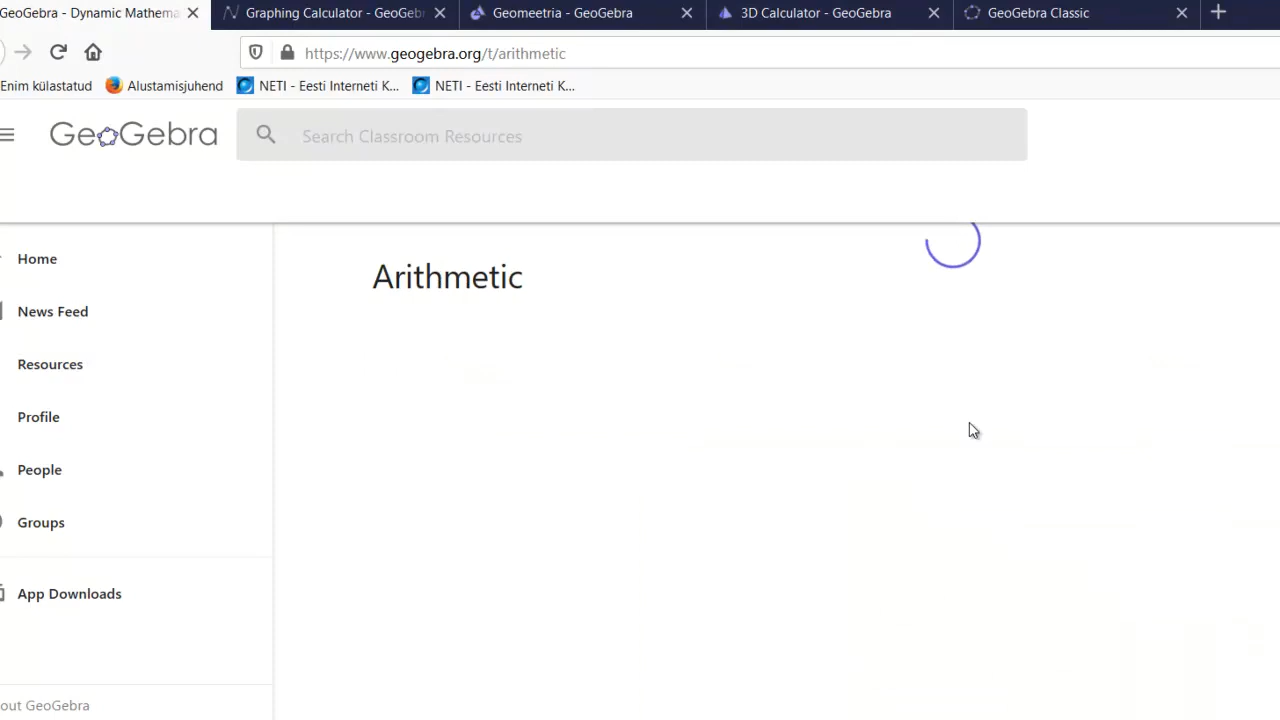 GeoGebra - Dynamic Mathema
Graphing Calculator - GeoGebr
Geomeetria - GeoGebra
3D Calculator - GeoGebra
GeoGebra Classic
https://www.geogebra.org/t/arithmetic
Enim külastatud
Alustamisjuhend
NETI - Eesti Interneti K...
NETI - Eesti Interneti K...
GeoGebra
Search Classroom Resources
Home
News Feed
Resources
Profile
People
Groups
App Downloads
out GeoGebra
Arithmetic